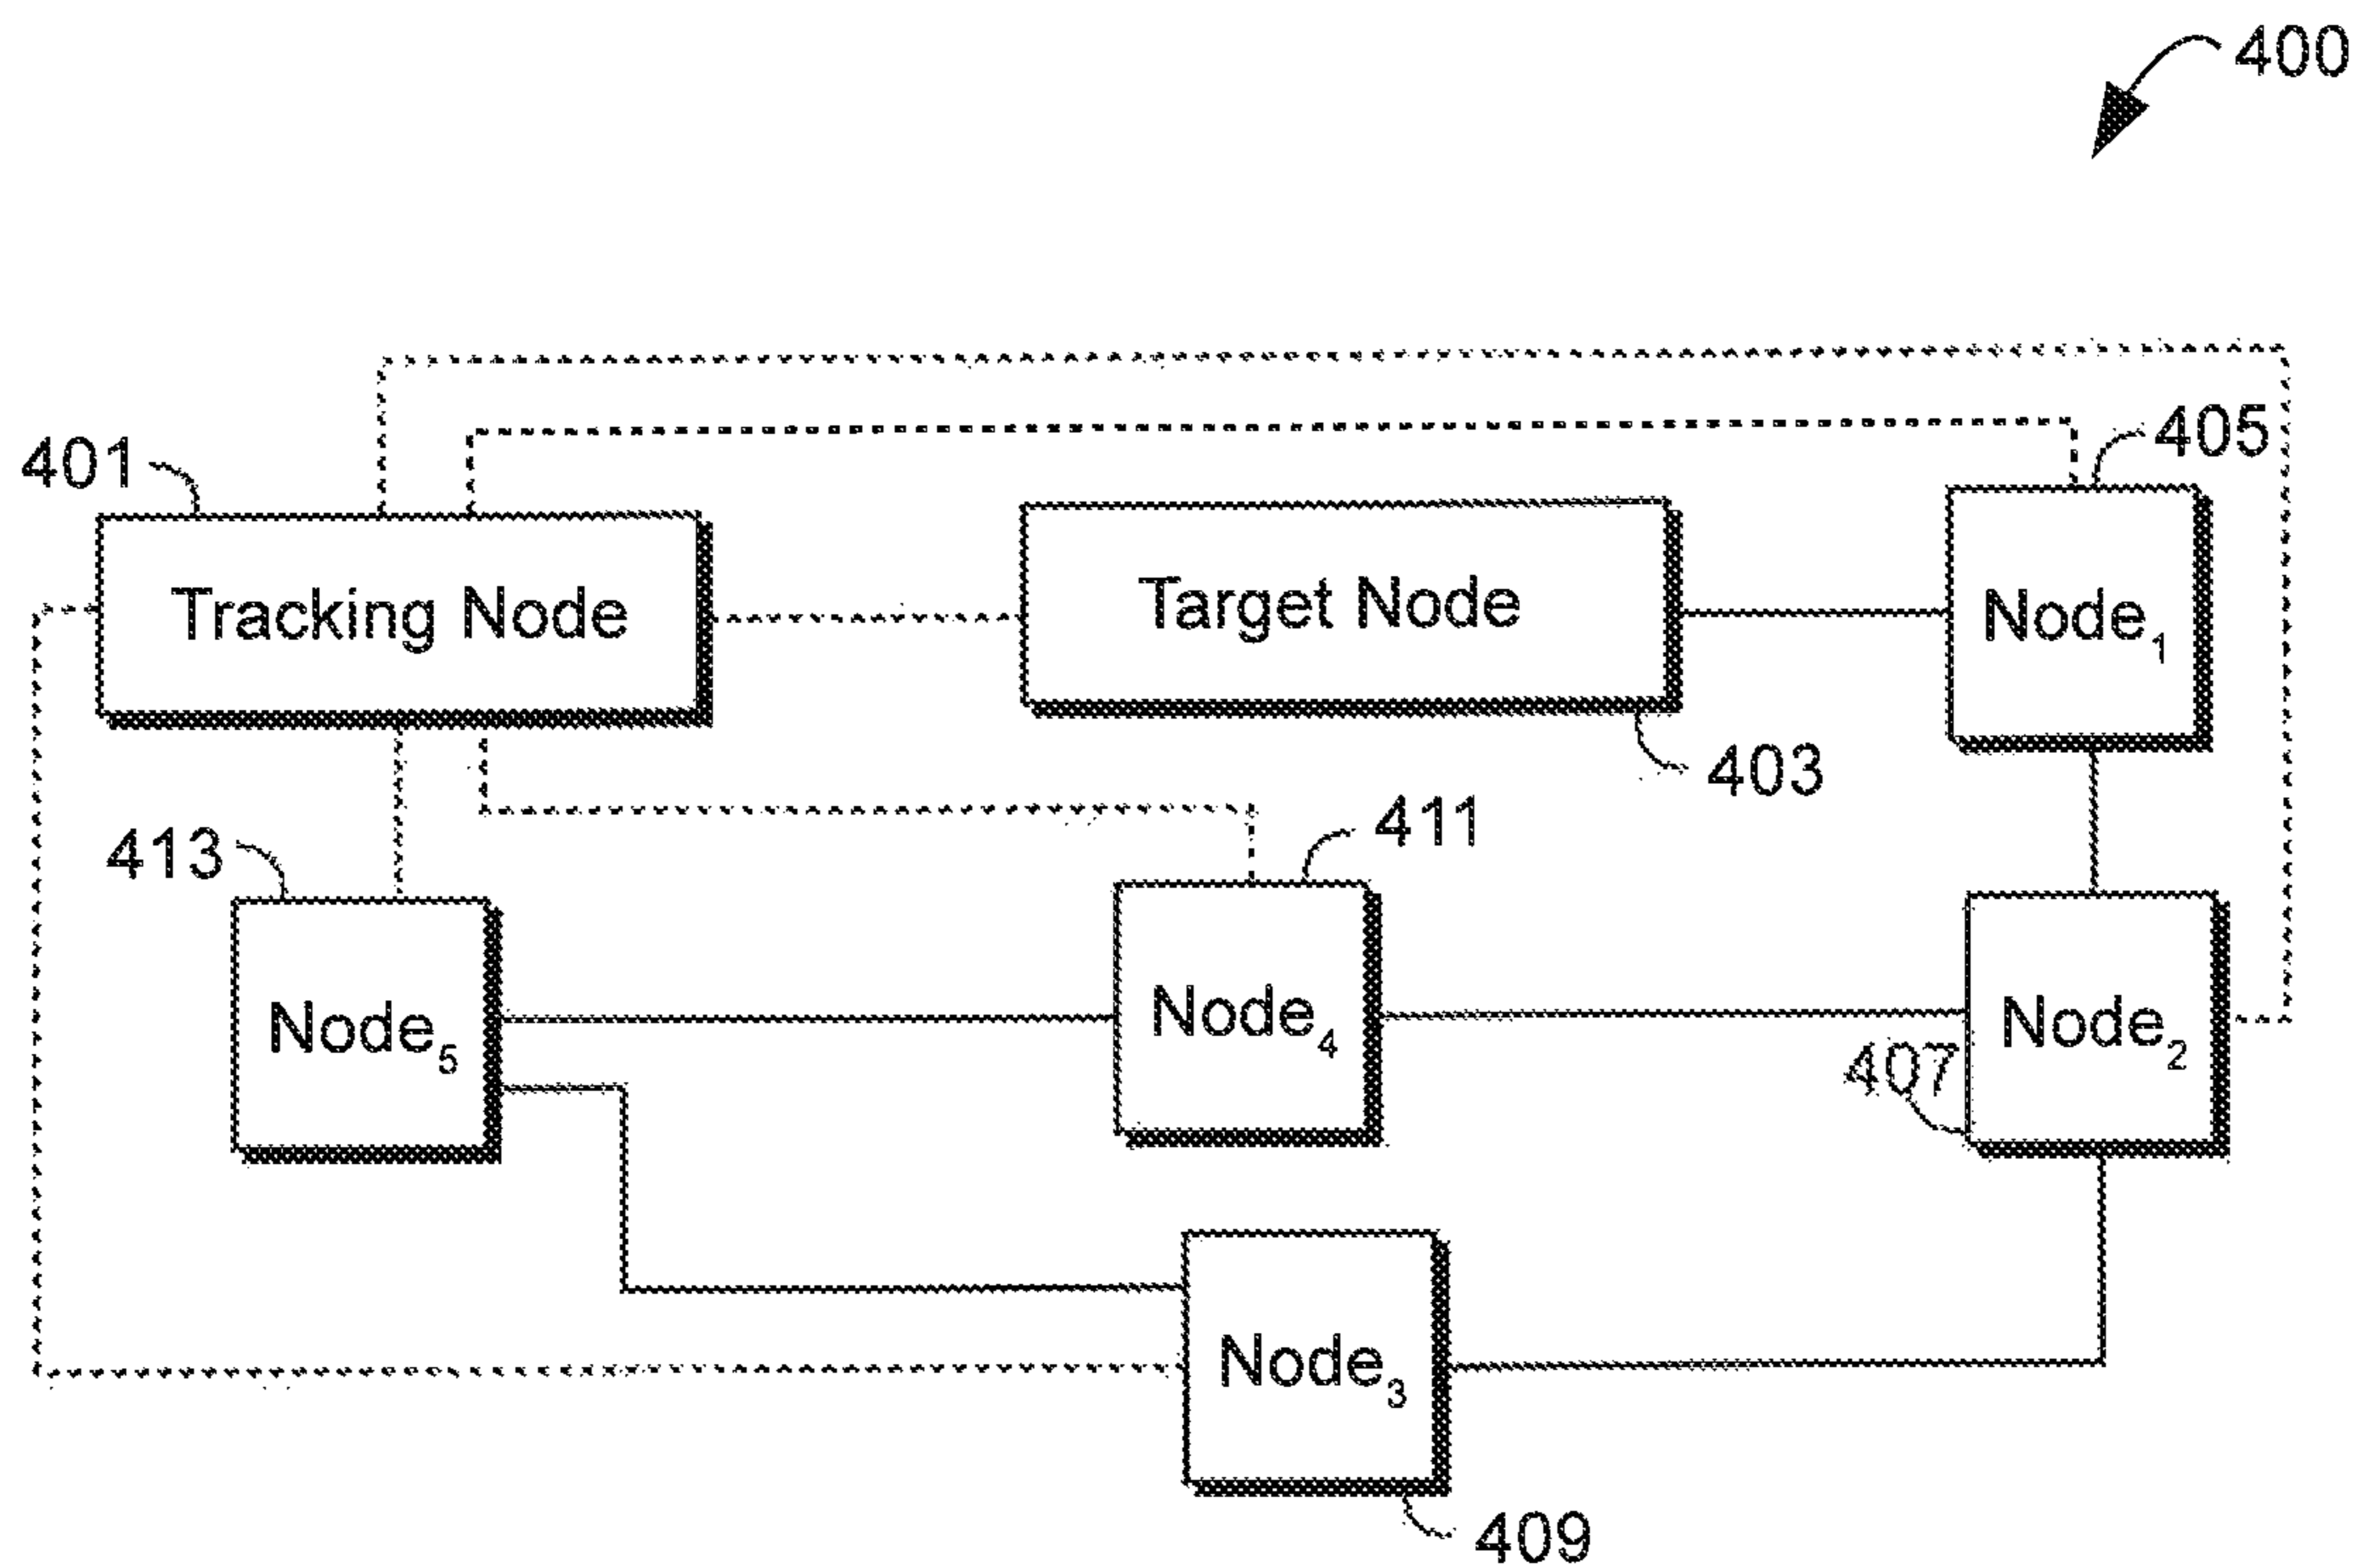 400
405
401
Tracking Node
Target Node
Node₁
403
411
413
Node₅
Node₄
Node₂
407
Node₃
409